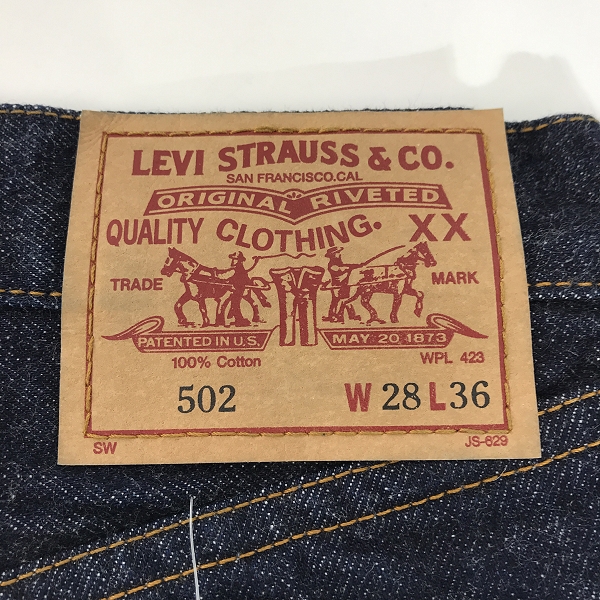 LEVI STRAUSS & CO.
SAN FRANCISCO.CAL
ORIGINAL RIVETED
QUALITY CLOTHING. XX
TRADE MARK
PATENTED IN U.S. MAY 20 1873
100% Cotton WPL 423
502 W 28 L 36
SW JS-629